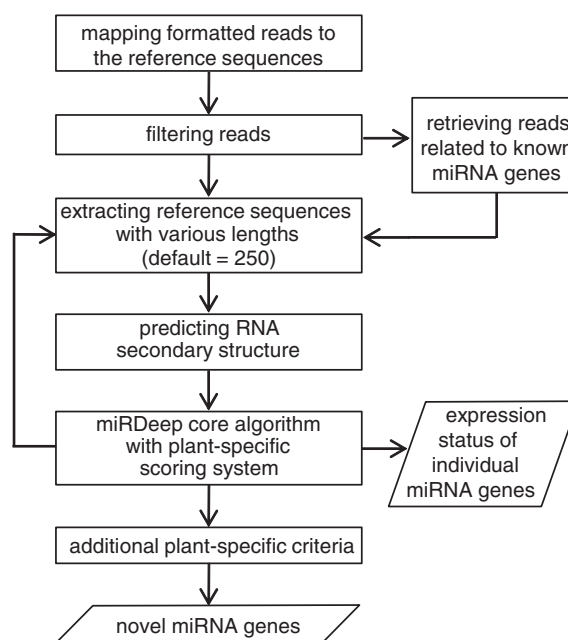 mapping formatted reads to
the reference sequences
filtering reads
retrieving reads
related to known
miRNA genes
extracting reference sequences
with various lengths
(default = 250)
predicting RNA
secondary structure
miRDeep core algorithm
with plant-specific
scoring system
expression
status of
individual
miRNA genes
additional plant-specific criteria
novel miRNA genes